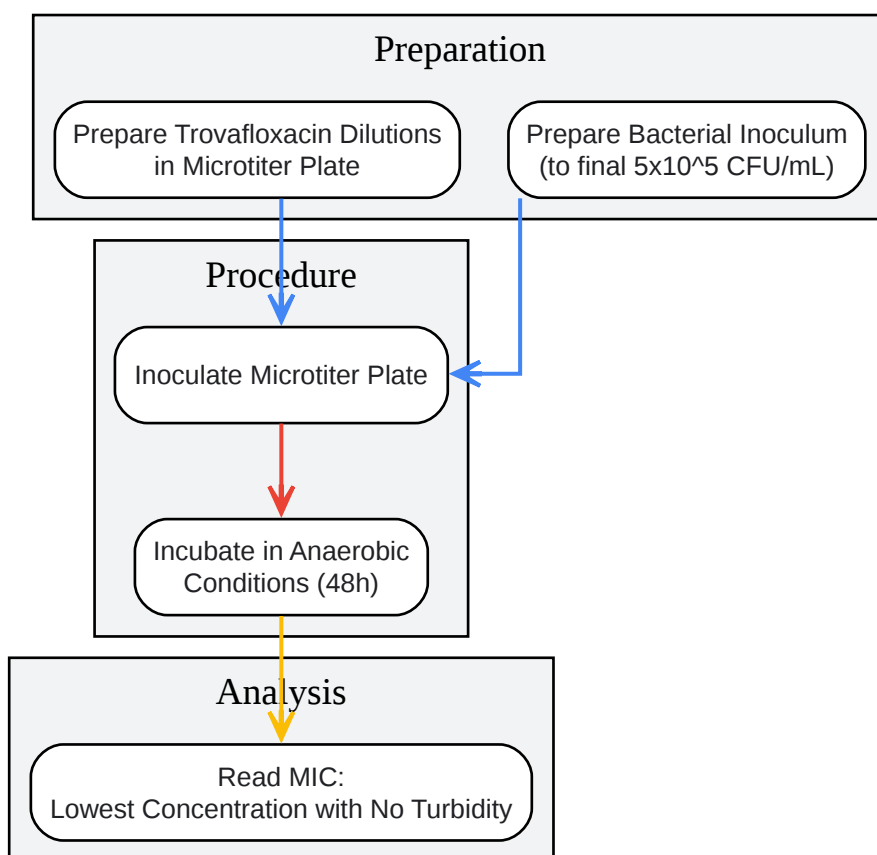 Preparation
Prepare Trovafloxacin Dilutions
in Microtiter Plate
Prepare Bacterial Inoculum
(to final 5x10^5 CFU/mL)
Procedure
Inoculate Microtiter Plate
Incubate in Anaerobic
Conditions (48h)
Analysis
Read MIC:
Lowest Concentration with No Turbidity